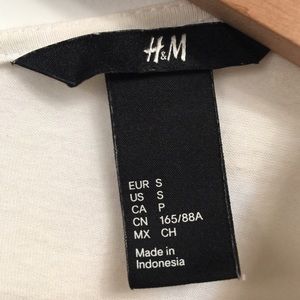 H&M
EUR S
US S
CA P
CN 165/88A
MX CH
Made in
Indonesia